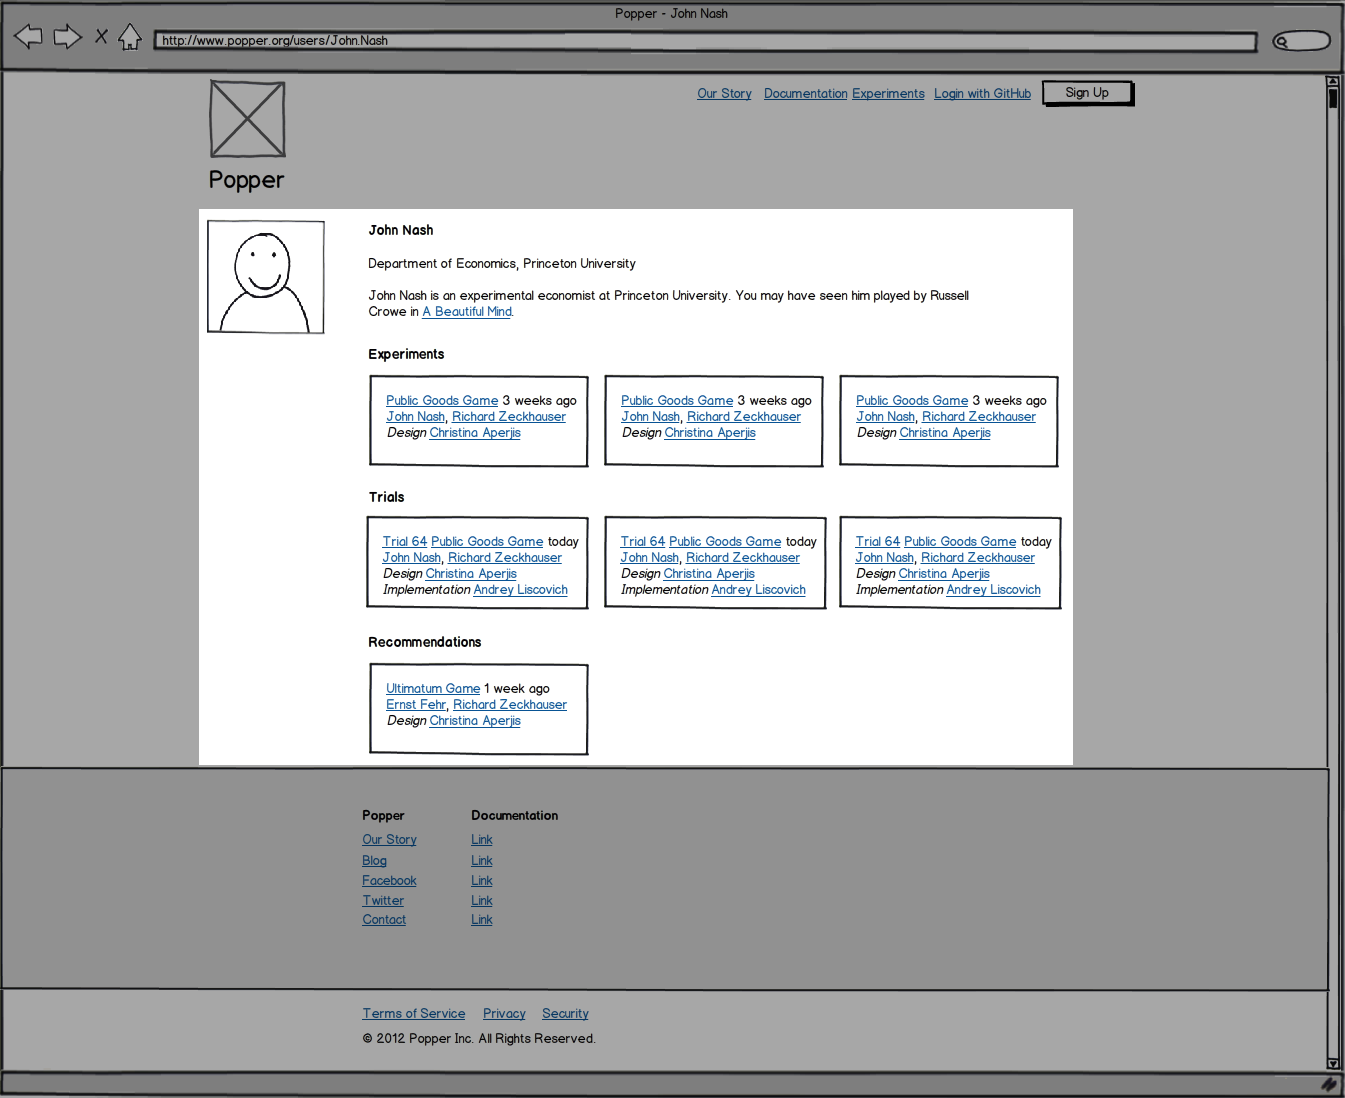 Popper - John Nash
http://www.popper.org/users/John.Nash
Our Story Documentation Experiments Login with GitHub Sign Up
Popper
John Nash
Department of Economics, Princeton University
John Nash is an experimental economist at Princeton University. You may have seen him played by Russell
Crowe in A Beautiful Mind.
Experiments
Public Goods Game 3 weeks ago
John Nash, Richard Zeckhauser
Design Christina Aperjis
Public Goods Game 3 weeks ago
John Nash, Richard Zeckhauser
Design Christina Aperjis
Public Goods Game 3 weeks ago
John Nash, Richard Zeckhauser
Design Christina Aperjis
Trials
Trial 64 Public Goods Game today
John Nash, Richard Zeckhauser
Design Christina Aperjis
Implementation Andrey Liscovich
Trial 64 Public Goods Game today
John Nash, Richard Zeckhauser
Design Christina Aperjis
Implementation Andrey Liscovich
Trial 64 Public Goods Game today
John Nash, Richard Zeckhauser
Design Christina Aperjis
Implementation Andrey Liscovich
Recommendations
Ultimatum Game 1 week ago
Ernst Fehr, Richard Zeckhauser
Design Christina Aperjis
Popper
Our Story
Blog
Facebook
Twitter
Contact
Documentation
Link
Link
Link
Link
Link
Terms of Service Privacy Security
© 2012 Popper Inc. All Rights Reserved.